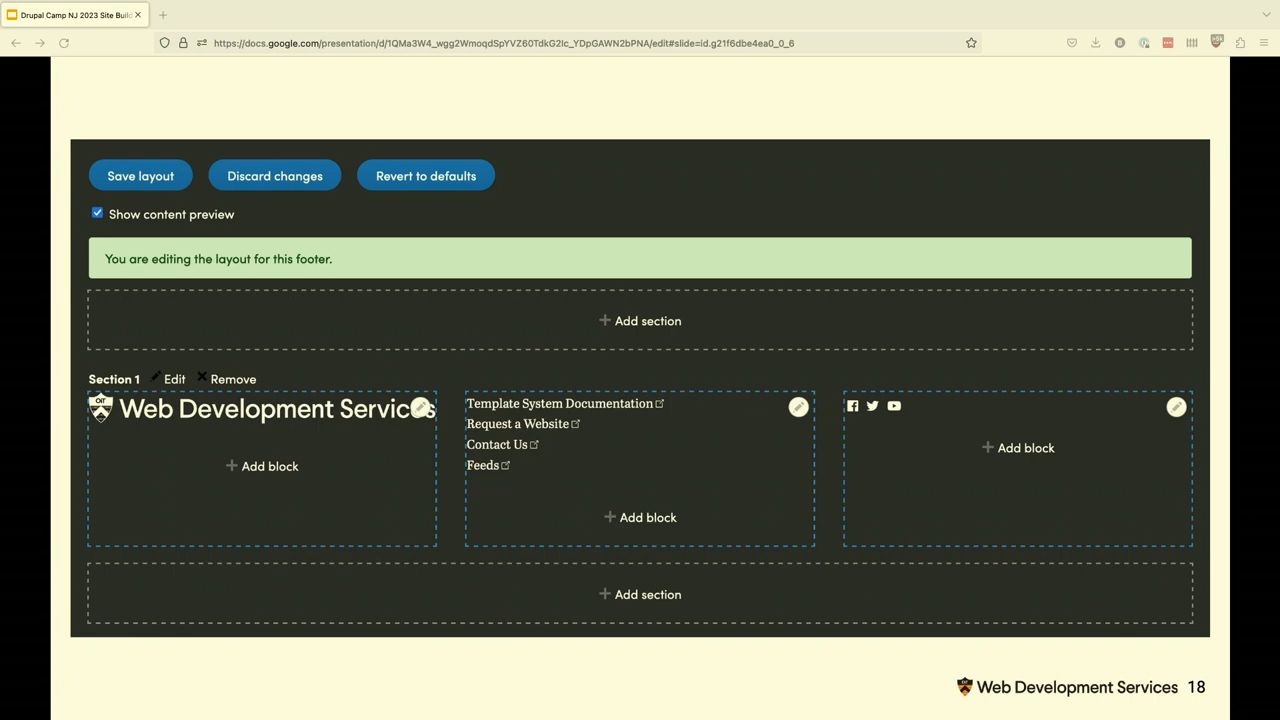 Drupal Camp NJ 2023 Site Buil
https://docs.google.com/presentation/d/1QMa3W4_wgg2WmoqdSpYVZ60TdkG2lc_YDpGAWN2bPNA/edit#slide=id.g21f6dbe4ea0_0_6
Save layout
Discard changes
Revert to defaults
Show content preview
You are editing the layout for this footer.
Add section
Section 1
Edit
Remove
OIT
Web Development Services
Add block
Template System Documentation
Request a Website
Contact Us
Feeds
Add block
Add block
Add section
Web Development Services
18